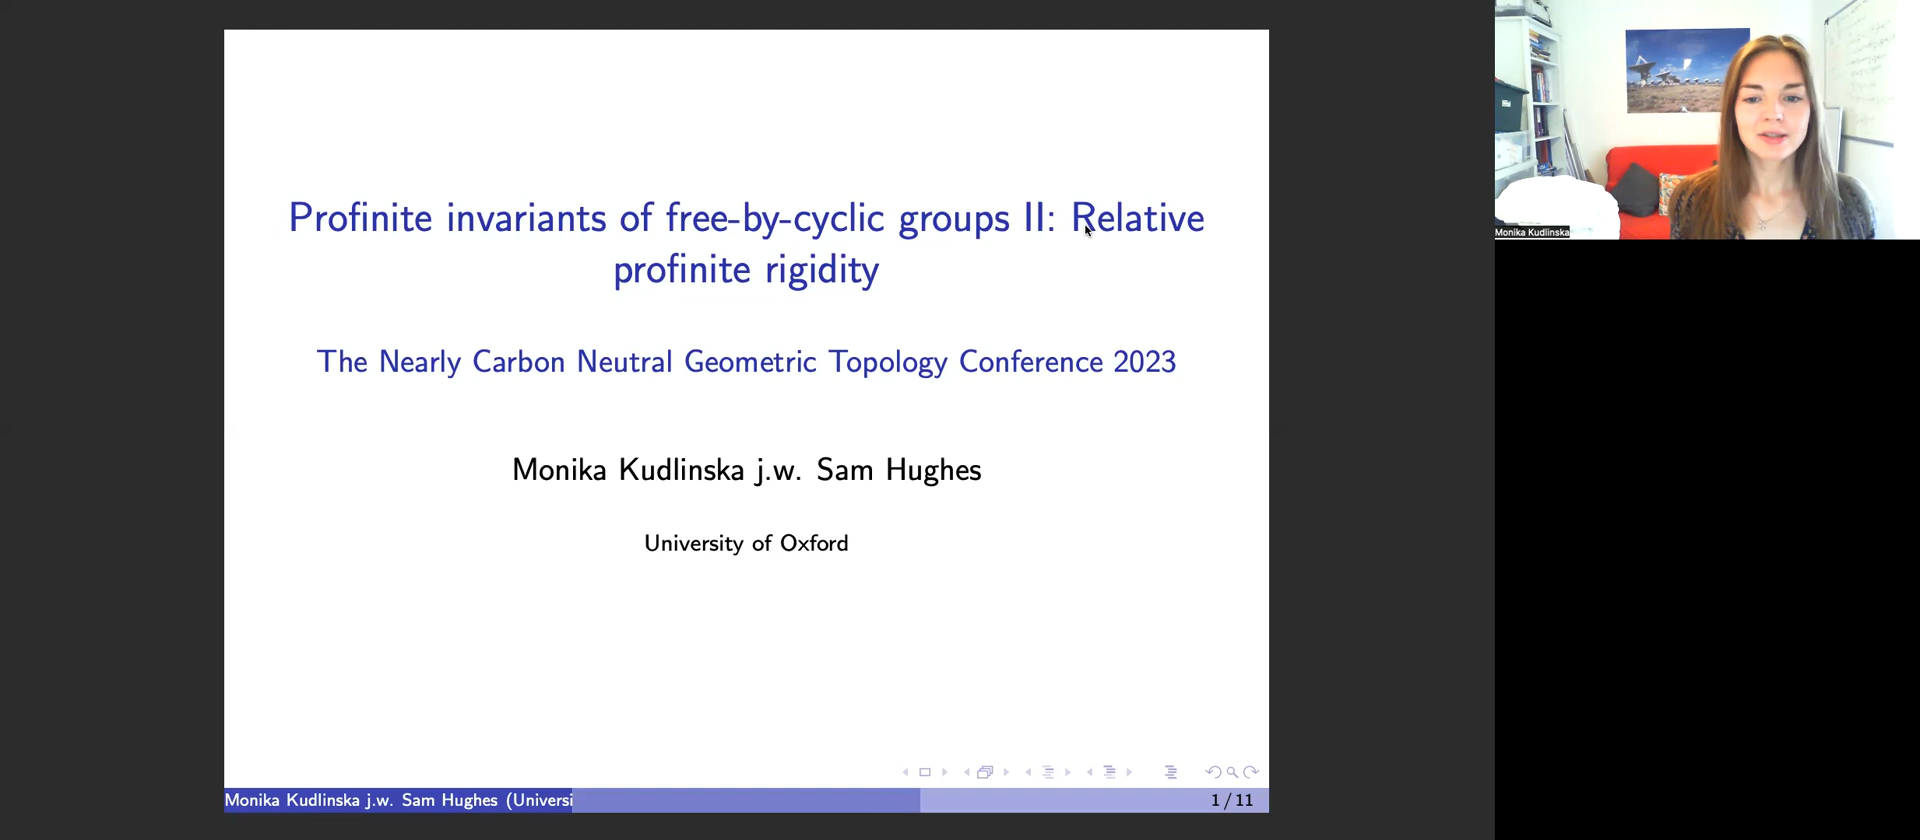 Profinite invariants of free-by-cyclic groups II: Relative
profinite rigidity
The Nearly Carbon Neutral Geometric Topology Conference 2023
Monika Kudlinska j.w. Sam Hughes
University of Oxford
Monika Kudlinska j.w. Sam Hughes (Universi
1 / 11
Monika Kudlinska